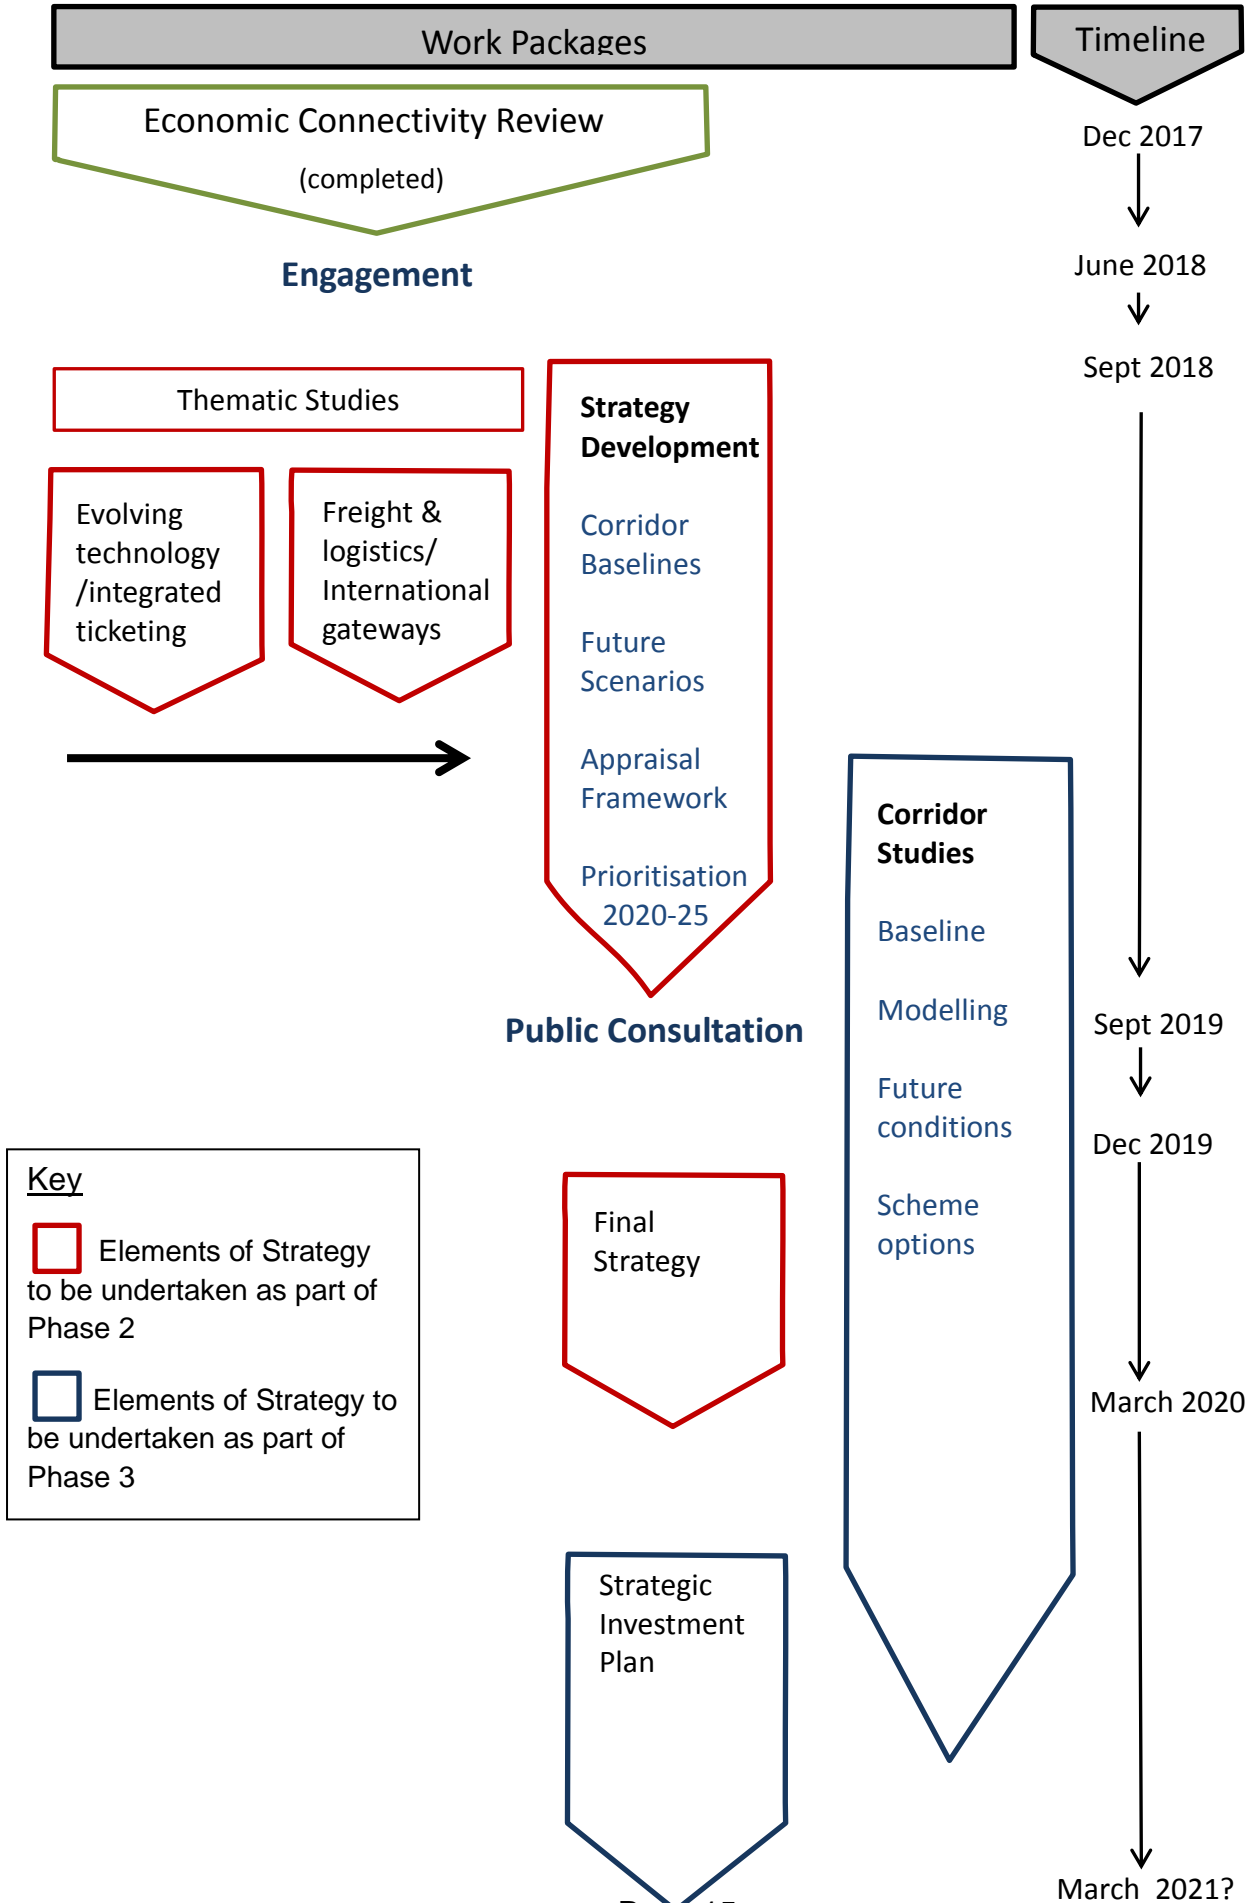 Work Packages
Timeline
Economic Connectivity Review
(completed)
Dec 2017
Engagement
June 2018
Sept 2018
Thematic Studies
Evolving
technology
/integrated
ticketing
Freight &
logistics/
International
gateways
Strategy
Development
Corridor
Baselines
Future
Scenarios
Appraisal
Framework
Prioritisation
2020-25
Public Consultation
Corridor
Studies
Baseline
Modelling
Future
conditions
Scheme
options
Sept 2019
Dec 2019
Key
Elements of Strategy
to be undertaken as part of
Phase 2
Elements of Strategy to
be undertaken as part of
Phase 3
Final
Strategy
March 2020
Strategic
Investment
Plan
March 2021?